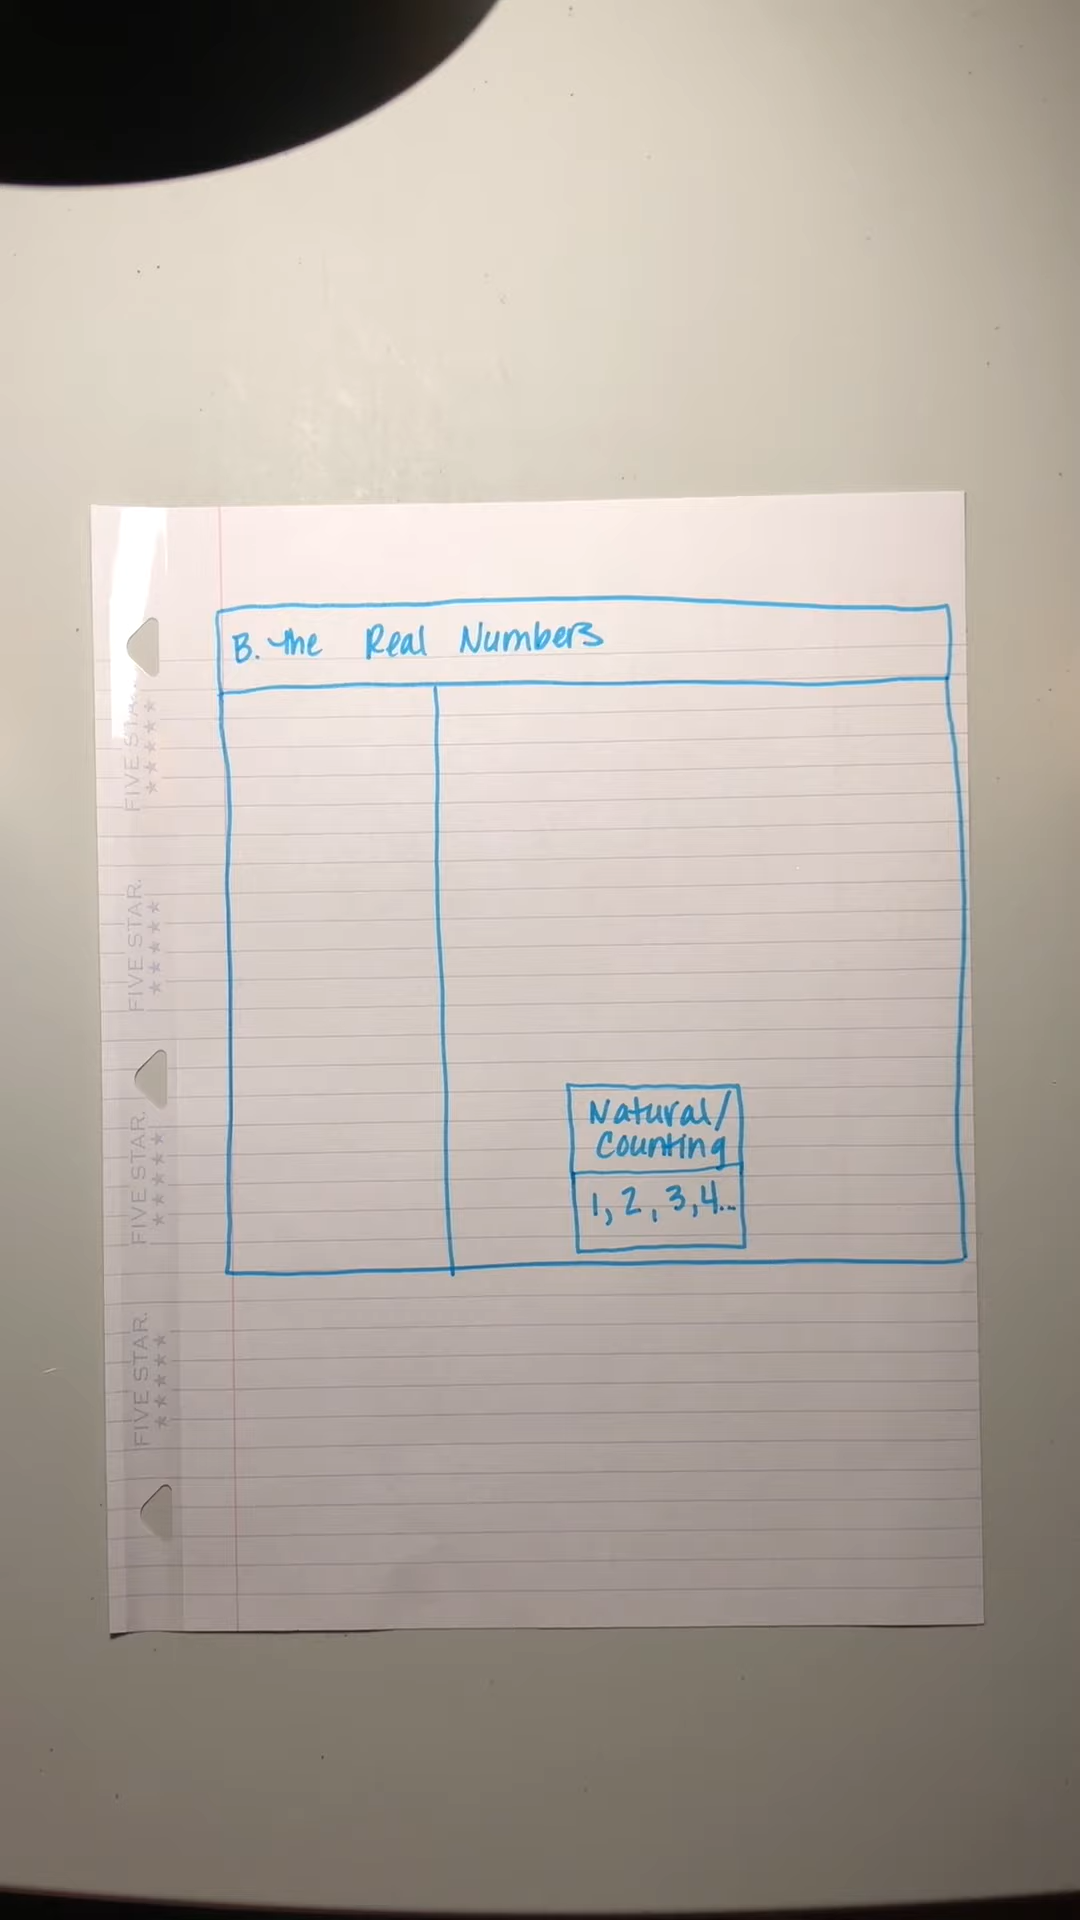 B. The Real Numbers
Natural/
Counting
1, 2, 3, 4...
FIVE STAR.
FIVE STAR.
FIVE STAR.
FIVE STAR.